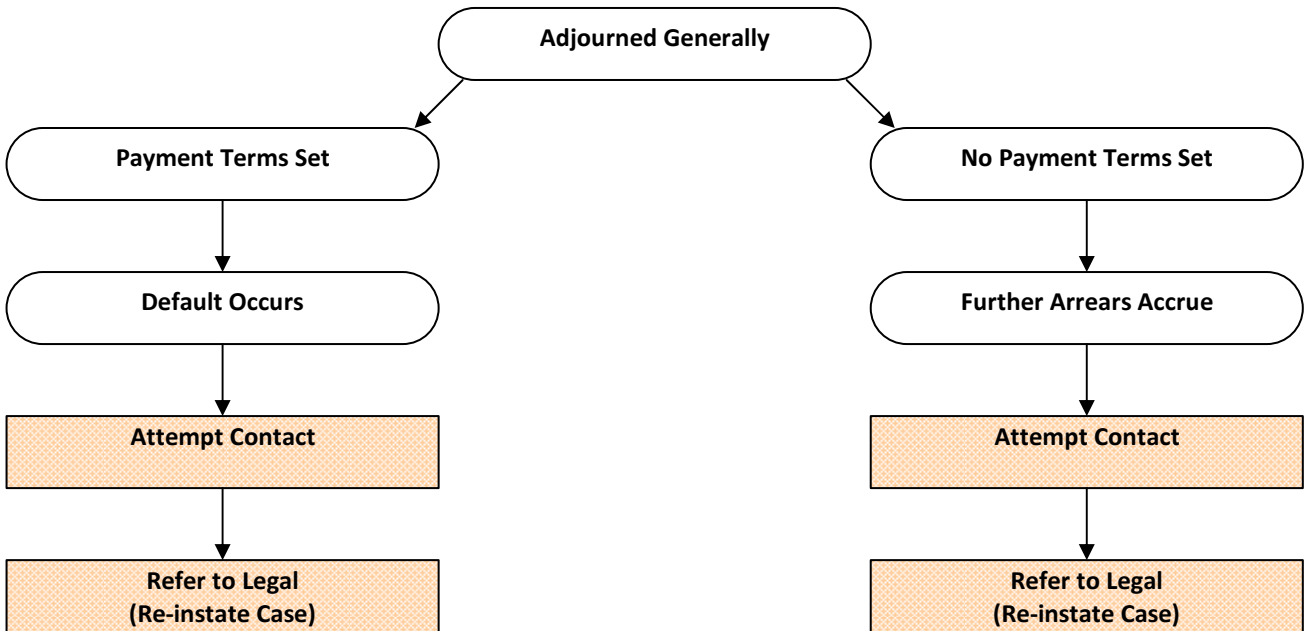 Adjourned Generally
Payment Terms Set
No Payment Terms Set
Default Occurs
Further Arrears Accrue
Attempt Contact
Attempt Contact
Refer to Legal
(Re-instate Case)
Refer to Legal
(Re-instate Case)